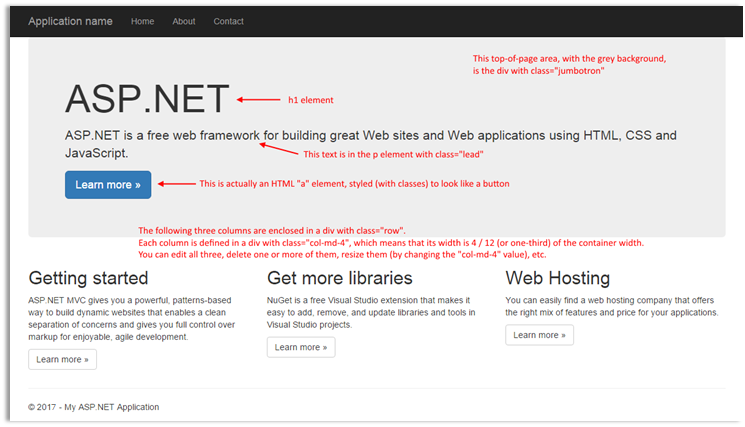 Application name Home About Contact
This top-of-page area, with the grey background,
is the div with class="jumbotron"
ASP.NET
h1 element
ASP.NET is a free web framework for building great Web sites and Web applications using HTML, CSS and
JavaScript.
This text is in the p element with class="lead"
Learn more »
This is actually an HTML "a" element, styled (with classes) to look like a button
The following three columns are enclosed in a div with class="row".
Each column is defined in a div with class="col-md-4", which means that its width is 4 / 12 (or one-third) of the container width.
You can edit all three, delete one or more of them, resize them (by changing the "col-md-4" value), etc.
Getting started
ASP.NET MVC gives you a powerful, patterns-based
way to build dynamic websites that enables a clean
separation of concerns and gives you full control over
markup for enjoyable, agile development.
Learn more »
Get more libraries
NuGet is a free Visual Studio extension that makes it
easy to add, remove, and update libraries and tools in
Visual Studio projects.
Learn more »
Web Hosting
You can easily find a web hosting company that offers
the right mix of features and price for your applications.
Learn more »
© 2017 - My ASP.NET Application